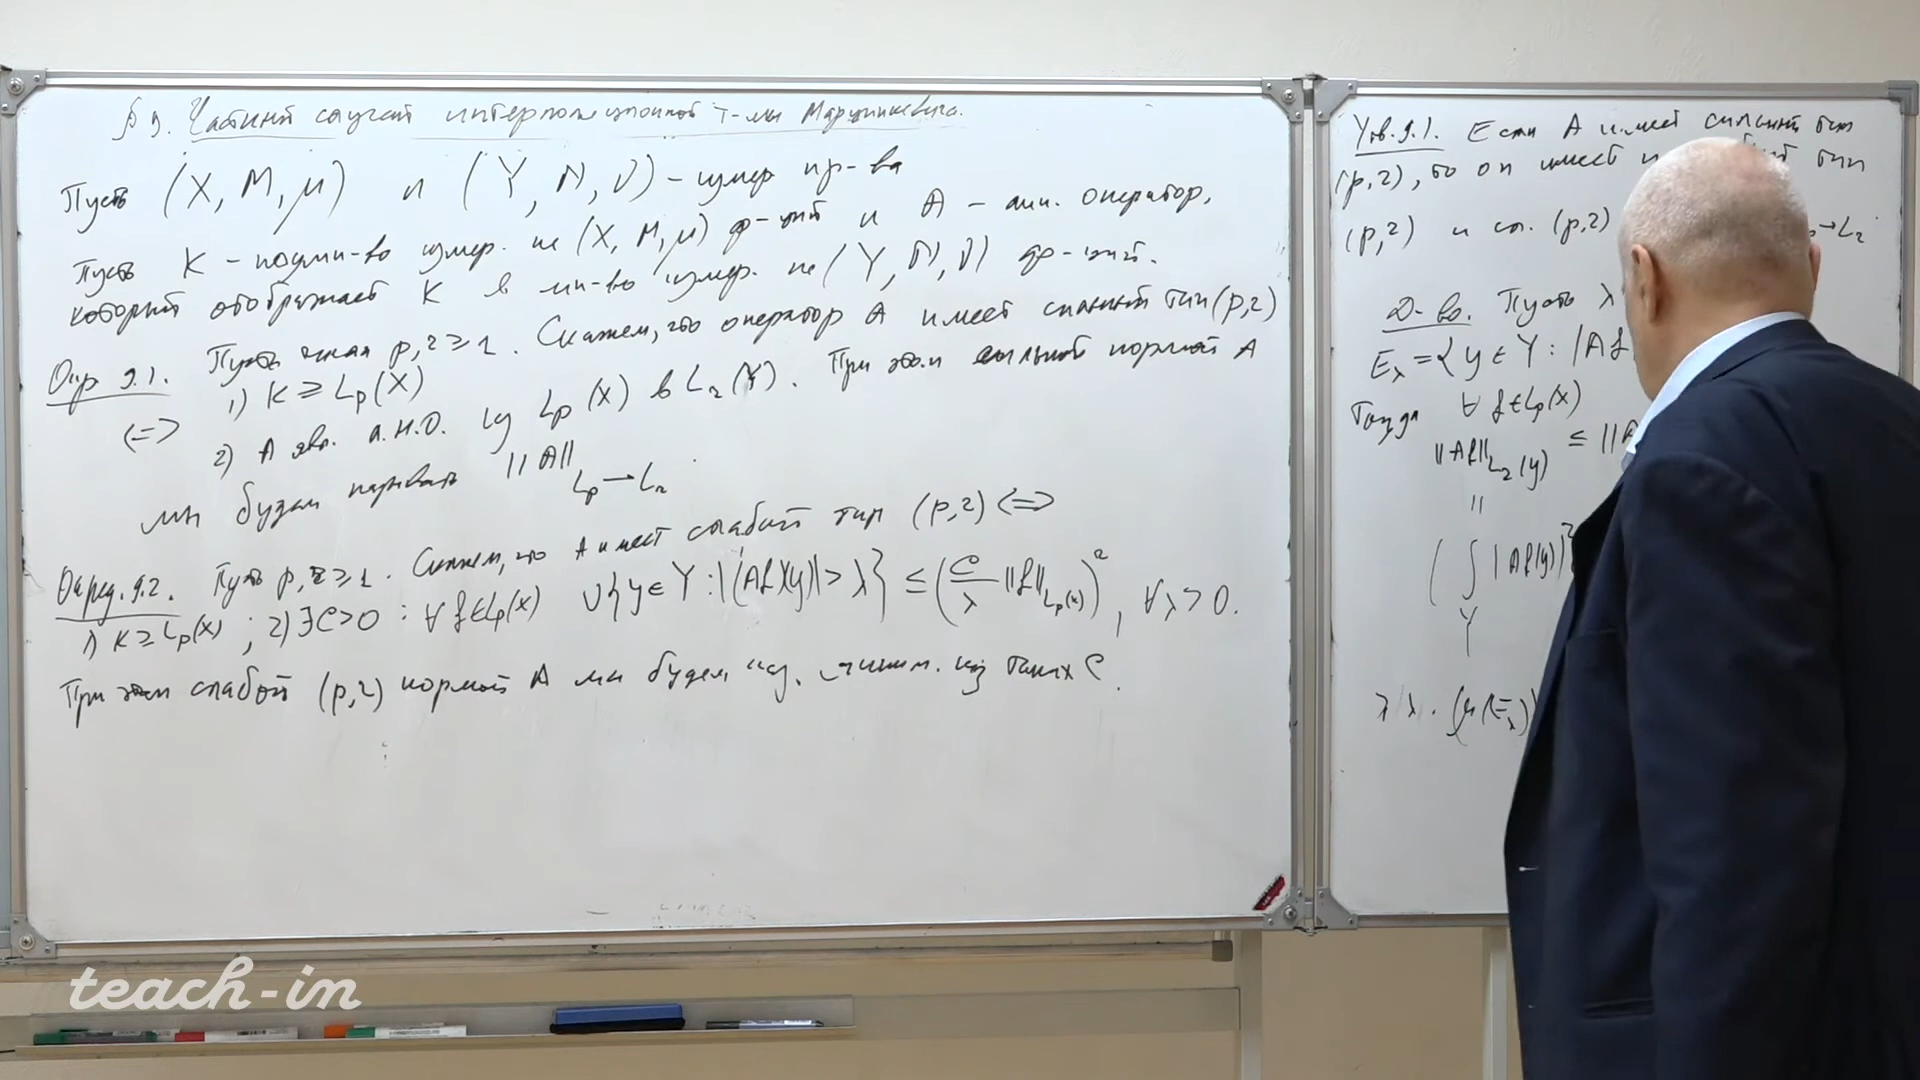 § 9. Частный случай интерполяционной т-мы Марцинкевича.
Пусть (X, M, μ) и (Y, N, ν) - измер. пр-ва
Пусть K - подмн-во измер. на (X, M, μ) ф-ций и A - лин. оператор,
который отображает K в мн-во измер. на (Y, N, ν) ф-ций.
Опр 9.1. Пусть числа p, r ≥ 1. Скажем, что оператор A имеет сильный тип (p, r)
<=> 1) K ⊇ L_p(X)
2) A явл. л.н.о. из L_p(X) в L_r(Y). При этом сильной нормой A
мы будем называть ||A||_{L_p→L_r}.
Опред. 9.2. Пусть p, r ≥ 1. Скажем, что A имеет слабый тип (p, r) <=>
1) K ⊇ L_p(X); 2) ∃ C > 0 : ∀ f ∈ L_p(X) ν{y ∈ Y : |(Af)(y)| > λ} ≤ (C/λ ||f||_{L_p(X)})^r, ∀ λ > 0.
При этом слабой (p, r) нормой A мы будем наз. миним. из таких C.
Утв. 9.1. Если A имеет сильный тип
(p, r), то он имеет и тип
(p, r) и сл. (p, r) →L_r
Д-во. Пусть λ
E_λ = {y ∈ Y : |Af
Тогда ∀ f ∈ L_p(X)
||Af||_{L_r(Y)} ≤ ||A
||
( ∫_Y |Af(y)|^r
λ · (μ(E_λ)
teach-in